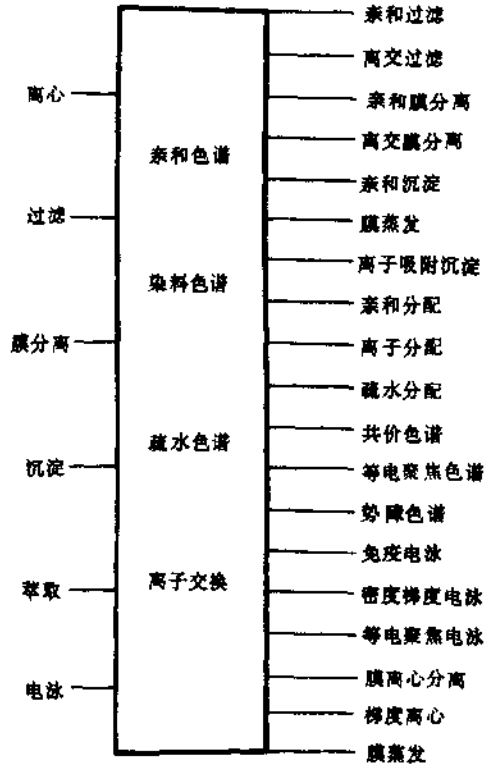 离心
过滤
膜分离
沉淀
萃取
电泳
亲和色谱
染料色谱
疏水色谱
离子交换
亲和过滤
离交过滤
亲和膜分离
离交膜分离
亲和沉淀
膜蒸发
离子吸附沉淀
亲和分配
离子分配
疏水分配
共价色谱
等电聚焦色谱
势障色谱
免疫电泳
密度梯度电泳
等电聚焦电泳
膜离心分离
梯度离心
膜蒸发